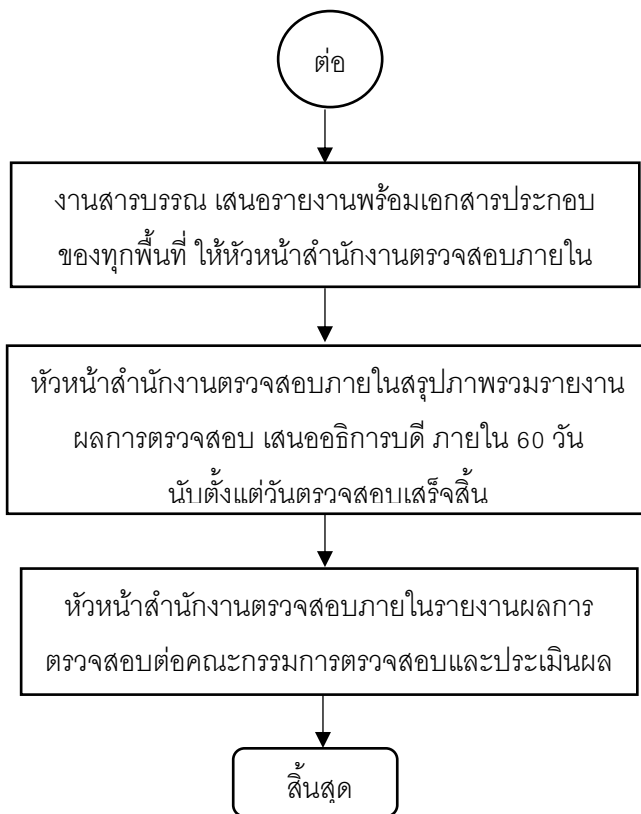 ต่อ
งานสารบรรณ เสนอรายงานพร้อมเอกสารประกอบ
ของทุกพื้นที่ ให้หัวหน้าสำนักงานตรวจสอบภายใน
หัวหน้าสำนักงานตรวจสอบภายในสรุปภาพรวมรายงาน
ผลการตรวจสอบ เสนออธิการบดี ภายใน 60 วัน
นับตั้งแต่วันตรวจสอบเสร็จสิ้น
หัวหน้าสำนักงานตรวจสอบภายในรายงานผลการ
ตรวจสอบต่อคณะกรรมการตรวจสอบและประเมินผล
สิ้นสุด